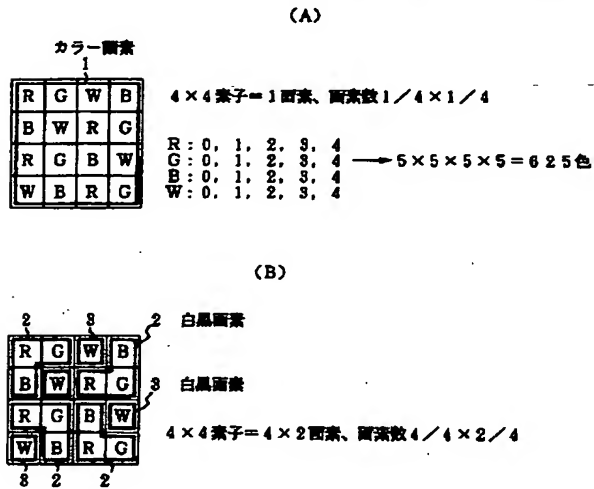 (A)
カラー画素
1
R G W B
B W R G
R G B W
W B R G
4×4素子=1画素、画素数1/4×1/4
R:0, 1, 2, 3, 4
G:0, 1, 2, 3, 4
B:0, 1, 2, 3, 4
W:0, 1, 2, 3, 4
5×5×5×5=625色
(B)
2 3 2 白黒画素
R G W B
B W R G
3 白黒画素
R G B W
W B R G
4×4素子=4×2画素、画素数4/4×2/4
3 2 2